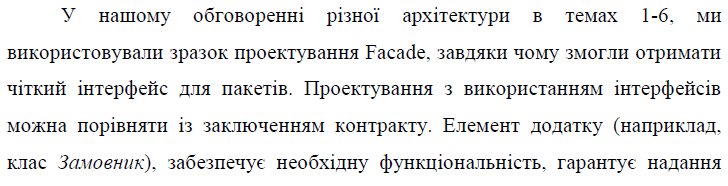 У нашому обговоренні різної архітектури в темах 1-6, ми
використовували зразок проектування Facade, завдяки чому змогли отримати
чіткий інтерфейс для пакетів. Проектування з використанням інтерфейсів
можна порівняти із заключенням контракту. Елемент додатку (наприклад,
клас Замовник), забезпечує необхідну функціональність, гарантує надання